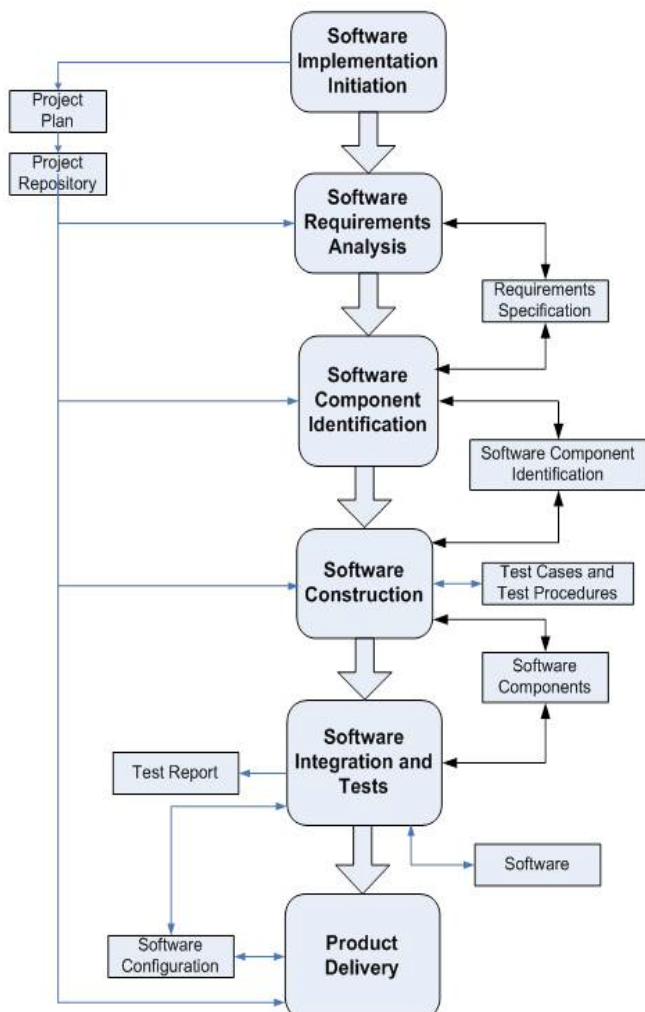 Software
Implementation
Initiation
Project
Plan
Project
Repository
Software
Requirements
Analysis
Requirements
Specification
Software
Component
Identification
Software Component
Identification
Software
Construction
Test Cases and
Test Procedures
Software
Components
Software
Integration and
Tests
Test Report
Software
Software
Configuration
Product
Delivery